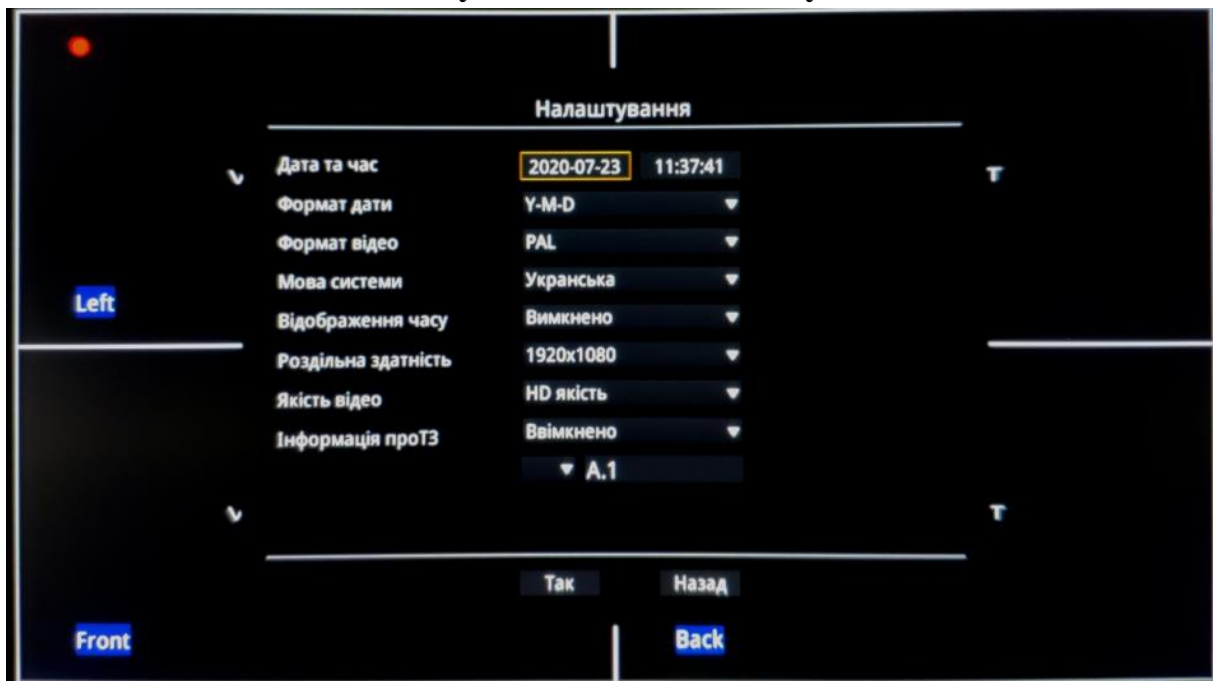 Налаштування
Дата та час 2020-07-23 11:37:41
Формат дати Y-M-D
Формат відео PAL
Мова системи Укранська
Відображення часу Вимкнено
Роздільна здатність 1920x1080
Якість відео HD якість
Інформація проТЗ Ввімкнено
A.1
Так Назад
Left
Front Back